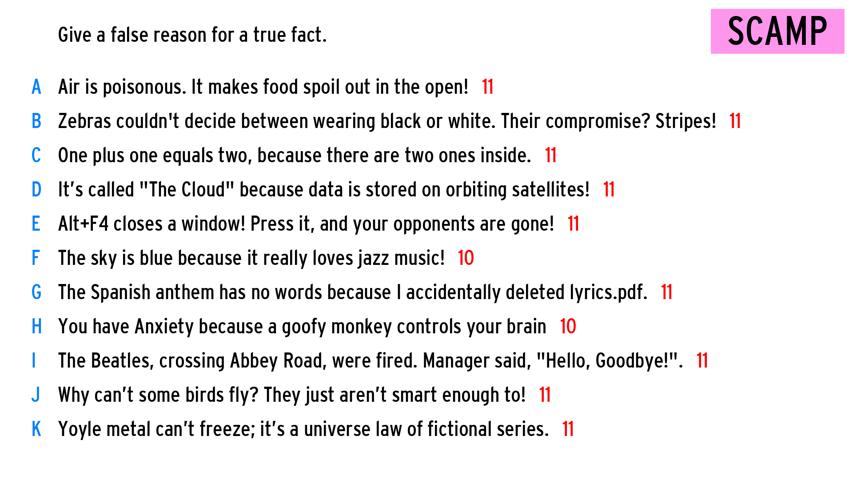 Give a false reason for a true fact.
SCAMP
A Air is poisonous. It makes food spoil out in the open! 11
B Zebras couldn't decide between wearing black or white. Their compromise? Stripes! 11
C One plus one equals two, because there are two ones inside. 11
D It’s called "The Cloud" because data is stored on orbiting satellites! 11
E Alt+F4 closes a window! Press it, and your opponents are gone! 11
F The sky is blue because it really loves jazz music! 10
G The Spanish anthem has no words because I accidentally deleted lyrics.pdf. 11
H You have Anxiety because a goofy monkey controls your brain 10
I The Beatles, crossing Abbey Road, were fired. Manager said, "Hello, Goodbye!". 11
J Why can’t some birds fly? They just aren’t smart enough to! 11
K Yoyle metal can’t freeze; it’s a universe law of fictional series. 11